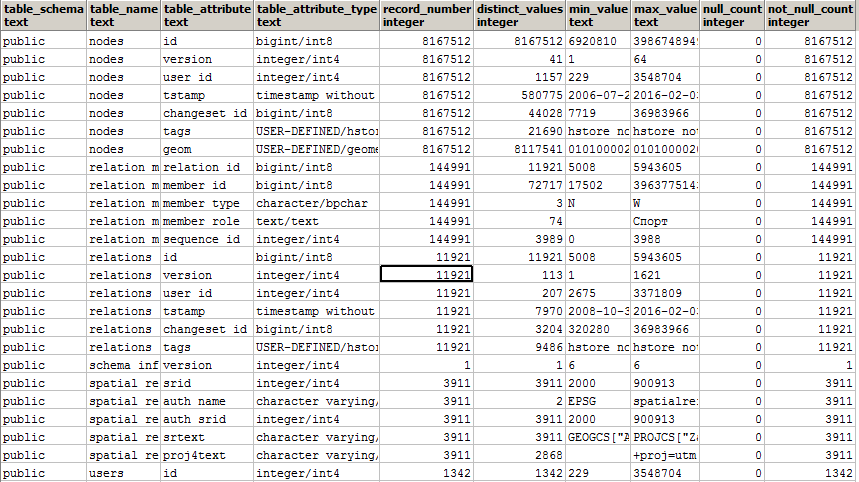 table_schema table_name table_attribute table_attribute_type record_number distinct_values min_value max_value null_count not_null_count
text text text text integer integer text text integer integer
public nodes id bigint/int8 8167512 8167512 6920810 398674894 0 8167512
public nodes version integer/int4 8167512 41 1 64 0 8167512
public nodes user id integer/int4 8167512 1157 229 3548704 0 8167512
public nodes tstamp timestamp without 8167512 580775 2006-07-2 2016-02-0 0 8167512
public nodes changeset id bigint/int8 8167512 44028 7719 36983966 0 8167512
public nodes tags USER-DEFINED/hsto 8167512 21690 hstore no hstore no 0 8167512
public nodes geom USER-DEFINED/geome 8167512 8117541 010100002 010100002 0 8167512
public relation m relation id bigint/int8 144991 11921 5008 5943605 0 144991
public relation m member id bigint/int8 144991 72717 17502 396377514 0 144991
public relation m member type character/bpchar 144991 3 N W 0 144991
public relation m member role text/text 144991 74 Спорт 0 144991
public relation m sequence id integer/int4 144991 3989 0 3988 0 144991
public relations id bigint/int8 11921 11921 5008 5943605 0 11921
public relations version integer/int4 11921 113 1 1621 0 11921
public relations user id integer/int4 11921 207 2675 3371809 0 11921
public relations tstamp timestamp without 11921 7970 2008-10-3 2016-02-0 0 11921
public relations changeset id bigint/int8 11921 3204 320280 36983966 0 11921
public relations tags USER-DEFINED/hsto 11921 9486 hstore no hstore no 0 11921
public schema inf version integer/int4 1 1 6 6 0 1
public spatial re srid integer/int4 3911 3911 2000 900913 0 3911
public spatial re auth name character varying/ 3911 2 EPSG spatialre 0 3911
public spatial re auth srid integer/int4 3911 3911 2000 900913 0 3911
public spatial re srtext character varying/ 3911 3911 GEOGCS["A PROJCS["Z 0 3911
public spatial re proj4text character varying/ 3911 2868 +proj=utm 0 3911
public users id integer/int4 1342 1342 229 3548704 0 1342